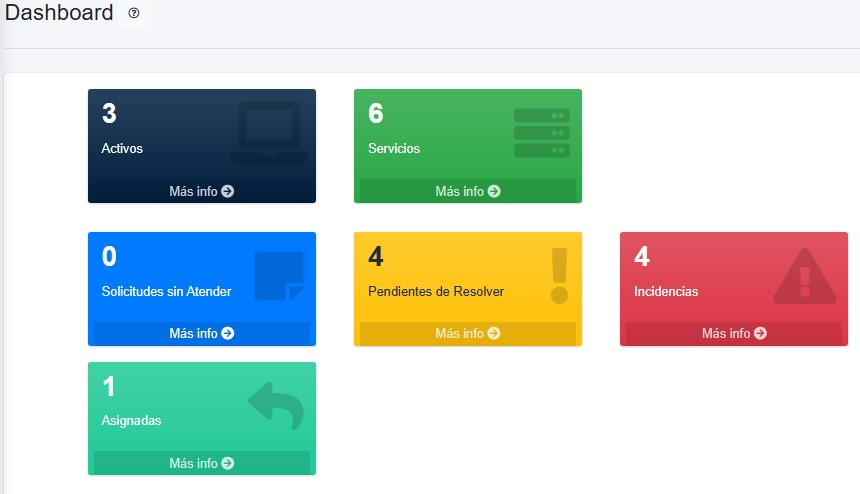 Dashboard
3
Activos
Más info
6
Servicios
Más info
0
Solicitudes sin Atender
Más info
4
Pendientes de Resolver
Más info
4
Incidencias
Más info
1
Asignadas
Más info